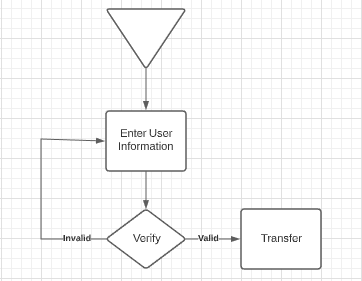 Enter User
Information
Invalid
Verify
Valid
Transfer